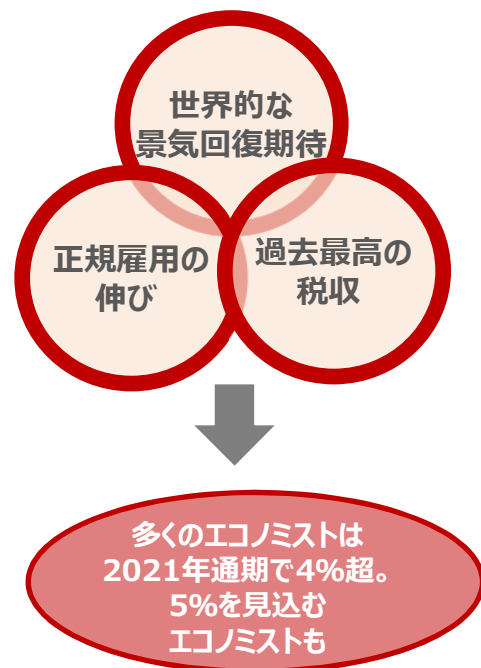 世界的な
景気回復期待
正規雇用の
伸び
過去最高の
税収
多くのエコノミストは
2021年通期で4%超。
5%を見込む
エコノミストも